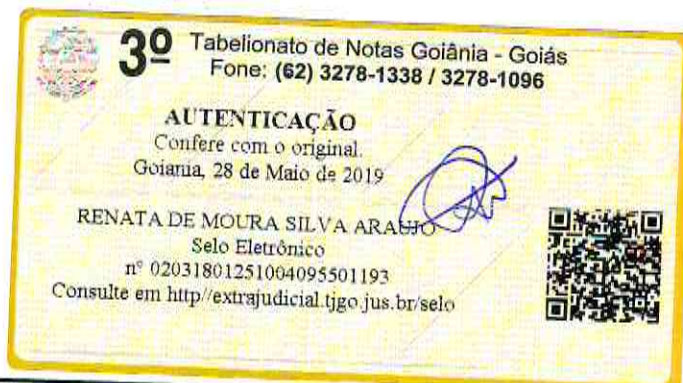 3º Tabelionato de Notas Goiânia - Goiás
Fone: (62) 3278-1338 / 3278-1096
AUTENTICAÇÃO
Confere com o original.
Goiania, 28 de Maio de 2019
RENATA DE MOURA SILVA ARAUJO
Selo Eletrônico
nº 02031801251004095501193
Consulte em http//extrajudicial.tjgo.jus.br/selo